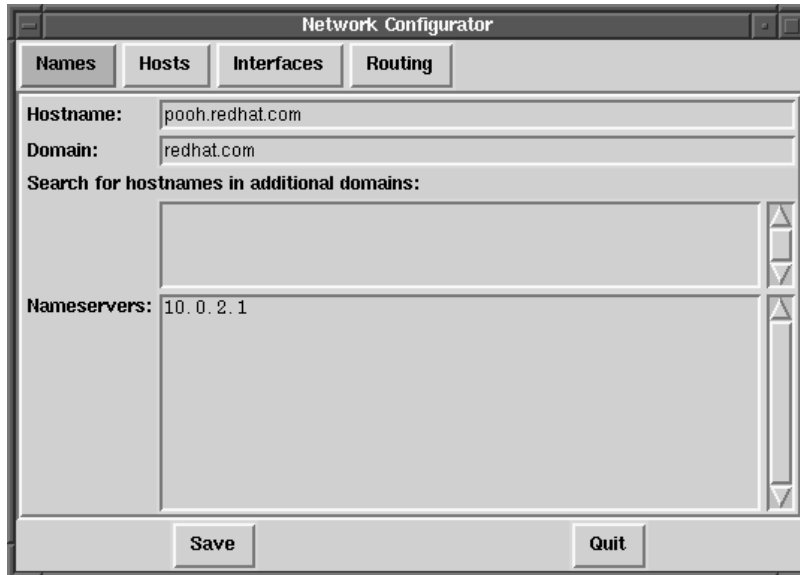 Network Configurator
Names Hosts Interfaces Routing
Hostname: pooh.redhat.com
Domain: redhat.com
Search for hostnames in additional domains:
Nameservers: 10.0.2.1
Save Quit